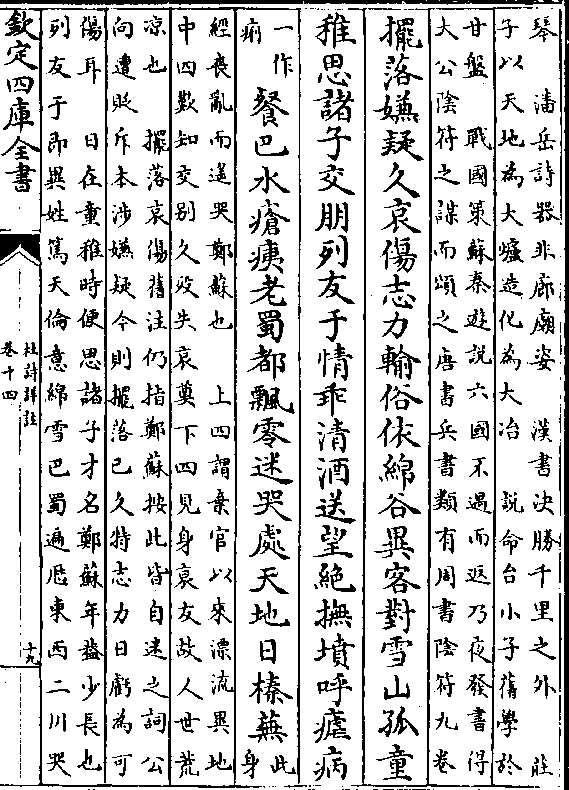 琴　潘岳詩器非廊廟姿　漢書決勝千里之外　莊
子以天地為大爐造化為大冶　說命台小子舊學於
甘盤　戰國策蘇秦遊說六國不遇而返乃夜發書得
太公陰符之謀而頌之唐書兵書類有周書陰符九卷
擺落嫌疑久哀傷志力輸俗依綿谷異客對雪山孤童
稚思諸子交朋列友于情乖清酒送望絕撫墳呼瘧病
一作
痢
餐巴水瘡痍老蜀都飄零迷哭處天地日榛蕪
此
身
經喪亂而遥哭鄭蘇也　上四謂棄官以來漂流異地
中四歎知交别久歿失哀奠下四見身哀友故人世荒
凉也　擺落哀傷舊注仍指鄭蘇按此皆自述之詞公
向遭貶斥本涉嫌疑今則擺落已久特志力日虧為可
傷耳　日在童稚時便思諸子才名鄭蘇年蓋少長也
列友于即異姓篤天倫意綿雪巴蜀遍歷東西二川哭
欽定四庫全書
杜詩詳註
卷十四
十九